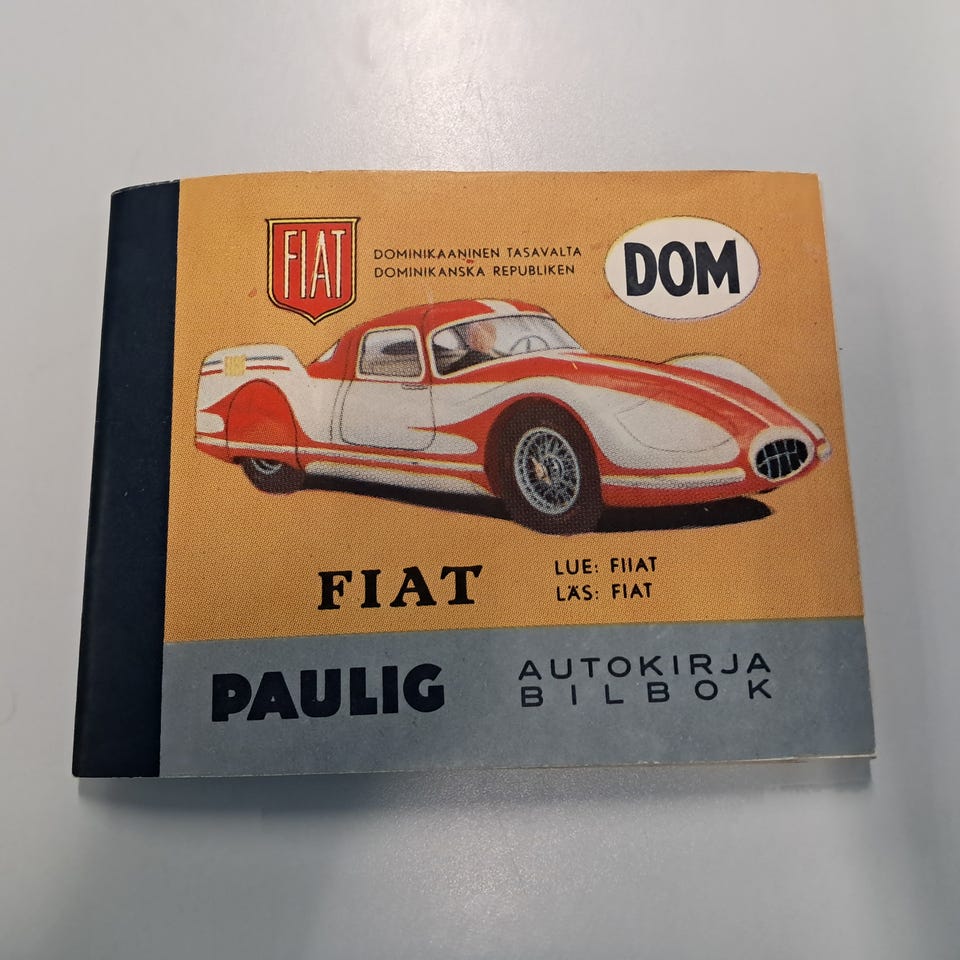 FIAT
DOMINIKAANINEN TASAVALTA
DOMINIKANSKA REPUBLIKEN
DOM
FIAT
LUE: FIIAT
LÄS: FIAT
PAULIG
AUTOKIRJA
BILBOK